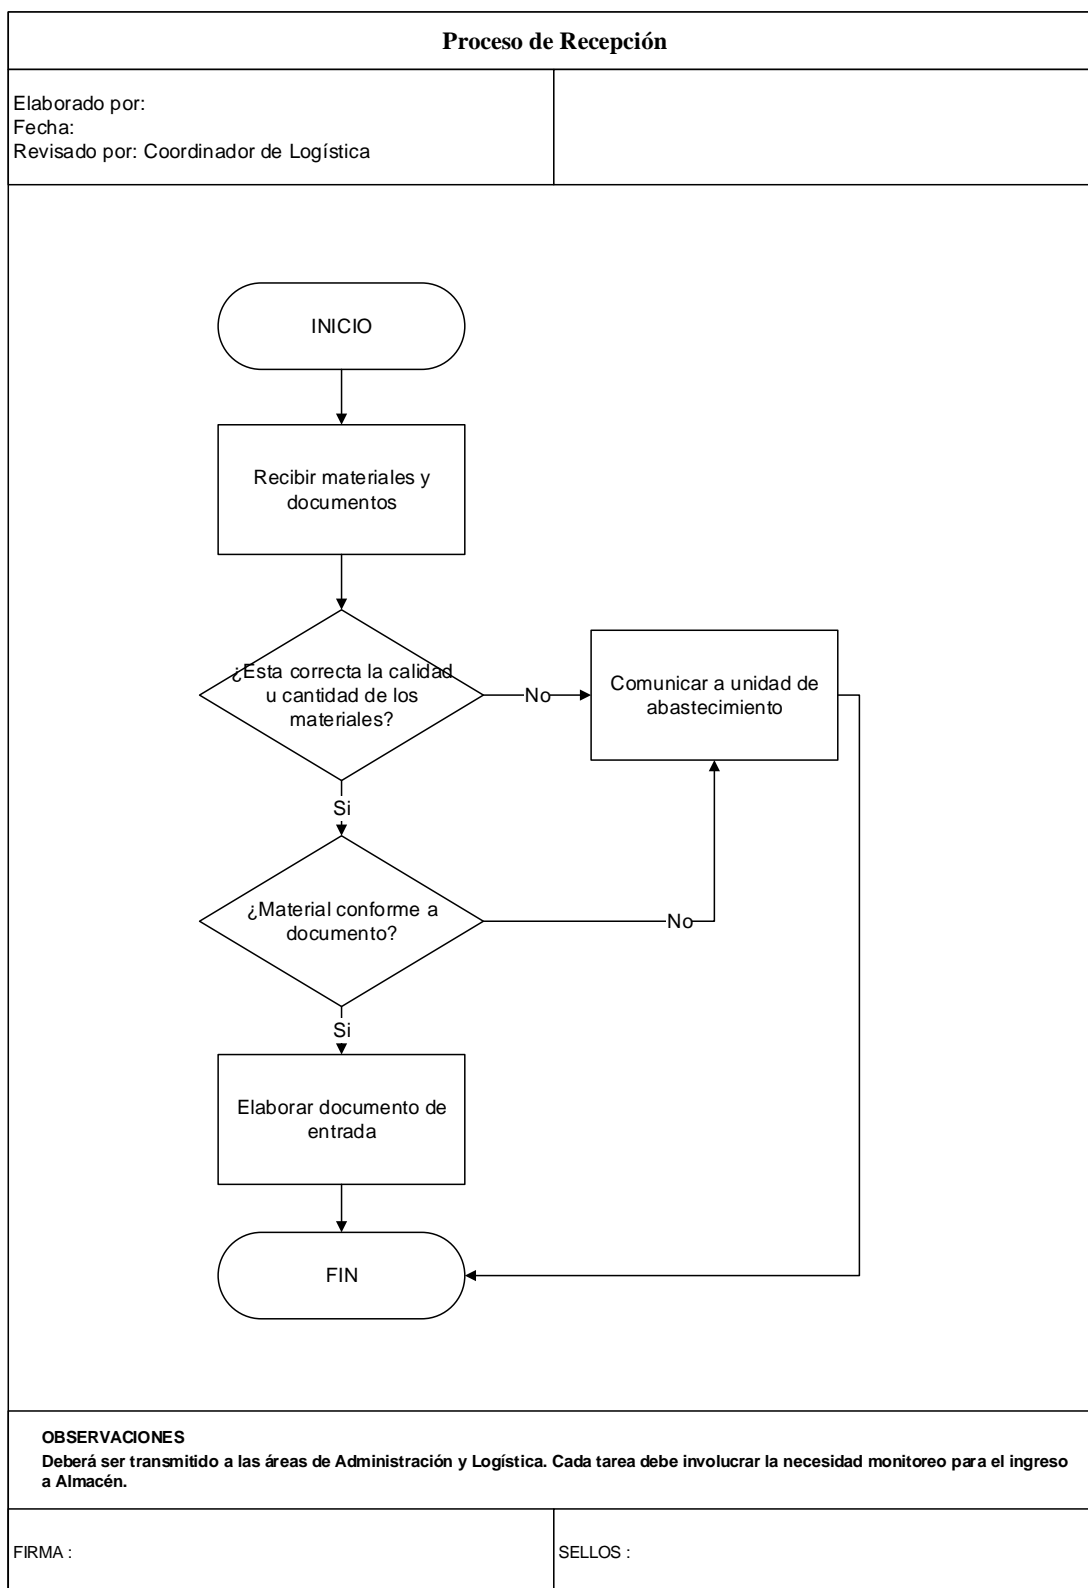 Proceso de Recepción
Elaborado por:
Fecha:
Revisado por: Coordinador de Logística
INICIO
Recibir materiales y
documentos
¿Esta correcta la calidad
u cantidad de los
materiales?
No
Comunicar a unidad de
abastecimiento
Si
¿Material conforme a
documento?
No
Si
Elaborar documento de
entrada
FIN
OBSERVACIONES
Deberá ser transmitido a las áreas de Administración y Logística. Cada tarea debe involucrar la necesidad monitoreo para el ingreso
a Almacén.
FIRMA :
SELLOS :